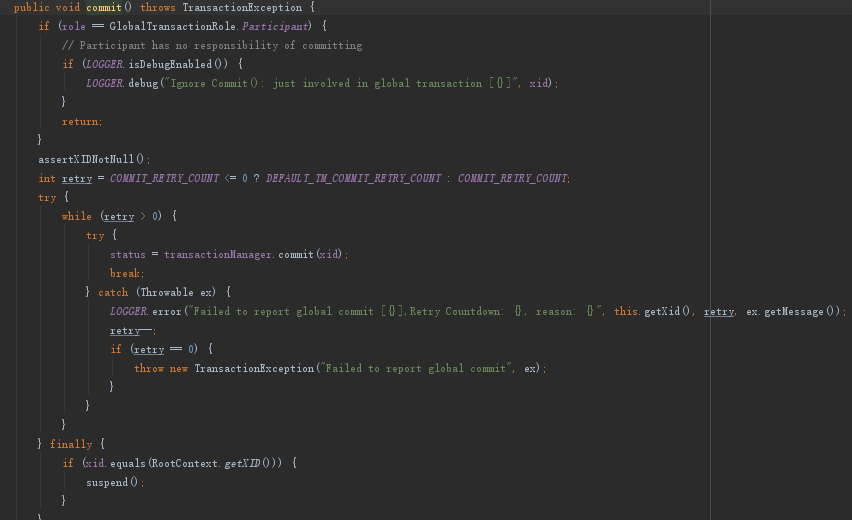 public void commit() throws TransactionException {
if (role == GlobalTransactionRole.Participant) {
// Participant has no responsibility of committing
if (LOGGER.isDebugEnabled()) {
LOGGER.debug("Ignore Commit(): just involved in global transaction [{}]", xid);
}
return;
}
assertXIDNotNull();
int retry = COMMIT_RETRY_COUNT <= 0 ? DEFAULT_TM_COMMIT_RETRY_COUNT : COMMIT_RETRY_COUNT;
try {
while (retry > 0) {
try {
status = transactionManager.commit(xid);
break;
} catch (Throwable ex) {
LOGGER.error("Failed to report global commit [{}],Retry Countdown: {}, reason: {}", this.getXid(), retry, ex.getMessage());
retry--;
if (retry == 0) {
throw new TransactionException("Failed to report global commit", ex);
}
}
}
} finally {
if (xid.equals(RootContext.getXID())) {
suspend();
}
}